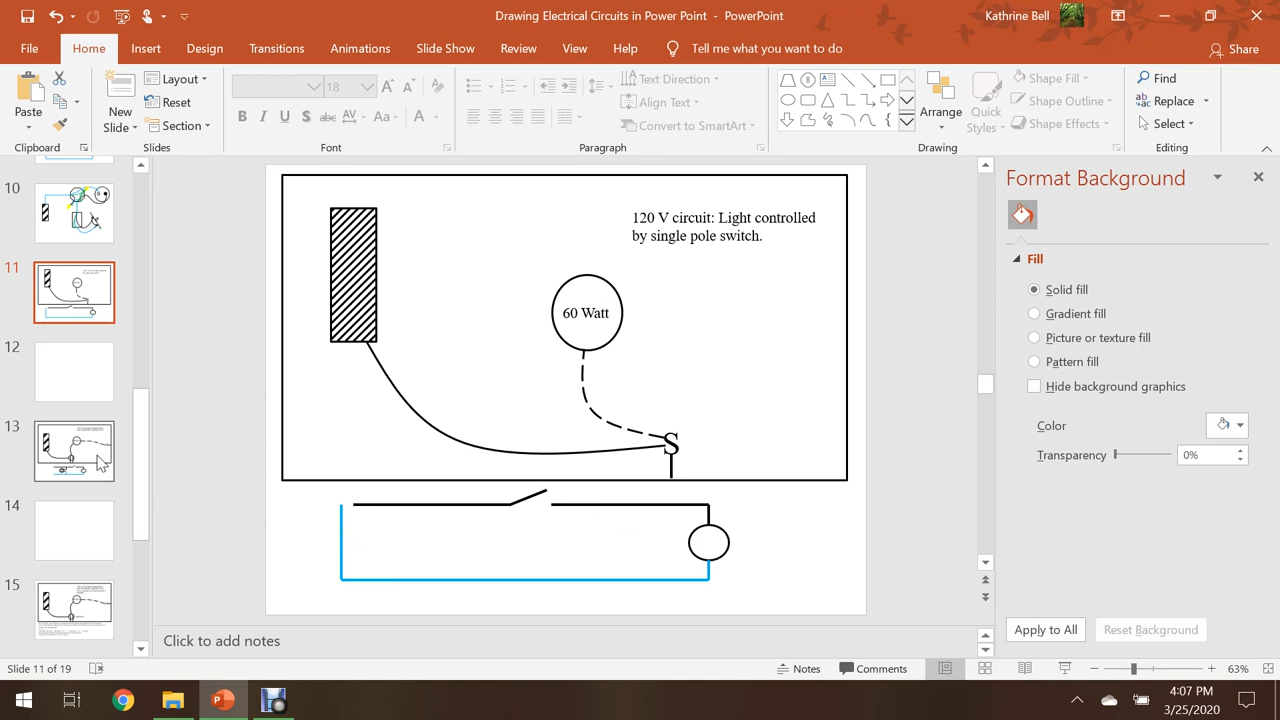 Drawing Electrical Circuits in Power Point - PowerPoint
Kathrine Bell
File Home Insert Design Transitions Animations Slide Show Review View Help Tell me what you want to do Share
Paste
Clipboard
New Slide
Layout
Reset
Section
Slides
18
B I U S abc AV Aa A
Font
Text Direction
Align Text
Convert to SmartArt
Paragraph
Arrange
Quick Styles
Shape Fill
Shape Outline
Shape Effects
Drawing
Find
Replace
Select
Editing
10
11
12
13
14
15
120 V circuit: Light controlled
by single pole switch.
60 Watt
S
Click to add notes
Format Background
Fill
Solid fill
Gradient fill
Picture or texture fill
Pattern fill
Hide background graphics
Color
Transparency 0%
Apply to All Reset Background
Slide 11 of 19
Notes Comments 63%
4:07 PM
3/25/2020